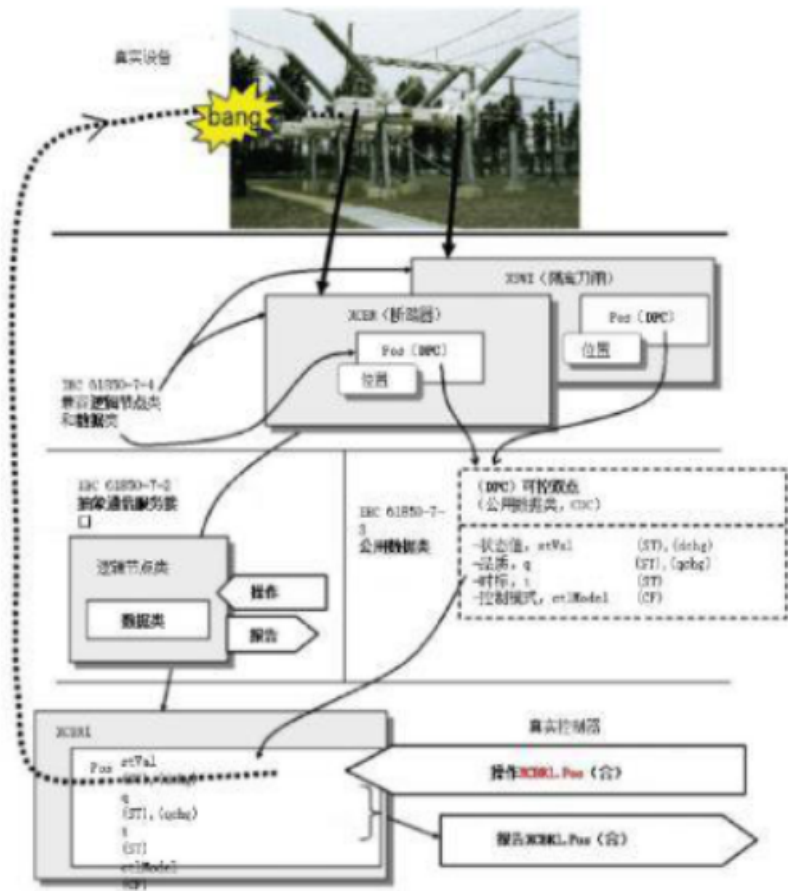 真实设备
bang
XSWI（隔离刀闸）
Pos（DPC）
位置
XCBR（断路器）
Pos（DPC）
位置
IEC 61850-7-4
兼容逻辑节点类
和数据类
IEC 61850-7-2
抽象通信服务接
口
IEC 61850-7-
3
公用数据类
（DPC）可控双点
（公用数据类，CDC）
-状态值，stVal (ST),(dchg)
-品质，q (ST),(qchg)
-时标，t (ST)
-控制模式，ctlModel (CF)
逻辑节点类
数据类
操作
报告
XCBR1
Pos stVal
(ST),(dchg)
q
(ST),(qchg)
t
(ST)
ctlModel
(CF)
真实控制器
操作XCBR1.Pos（合）
报告XCBR1.Pos（合）